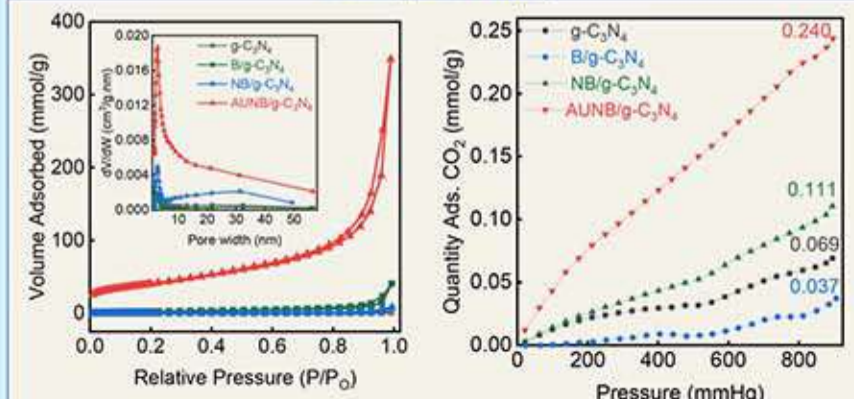 400
300
200
100
0
Volume Adsorbed (mmol/g)
0.0 0.2 0.4 0.6 0.8 1.0
Relative Pressure (P/P₀)
0.020
0.016
0.012
0.008
0.004
0.000
dV/dW (cm³/g.nm)
10 20 30 40 50
Pore width (nm)
g-C₃N₄
B/g-C₃N₄
NB/g-C₃N₄
AUNB/g-C₃N₄
0.25
0.20
0.15
0.10
0.05
0.00
Quantity Ads. CO₂ (mmol/g)
0 200 400 600 800
Pressure (mmHg)
g-C₃N₄
B/g-C₃N₄
NB/g-C₃N₄
AUNB/g-C₃N₄
0.240
0.111
0.069
0.037